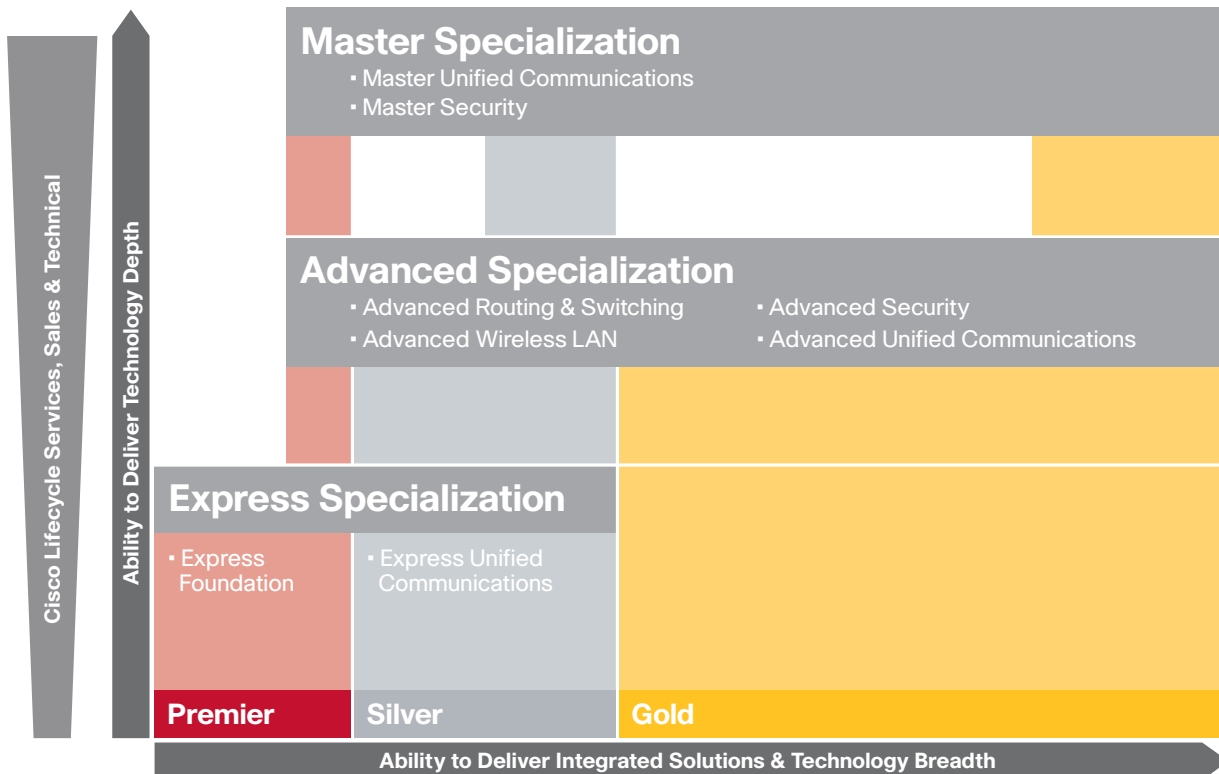 Cisco Lifecycle Services, Sales & Technical
Ability to Deliver Technology Depth
Master Specialization
▪ Master Unified Communications
▪ Master Security
Advanced Specialization
▪ Advanced Routing & Switching
▪ Advanced Wireless LAN
▪ Advanced Security
▪ Advanced Unified Communications
Express Specialization
▪ Express
Foundation
▪ Express Unified
Communications
Premier
Silver
Gold
Ability to Deliver Integrated Solutions & Technology Breadth